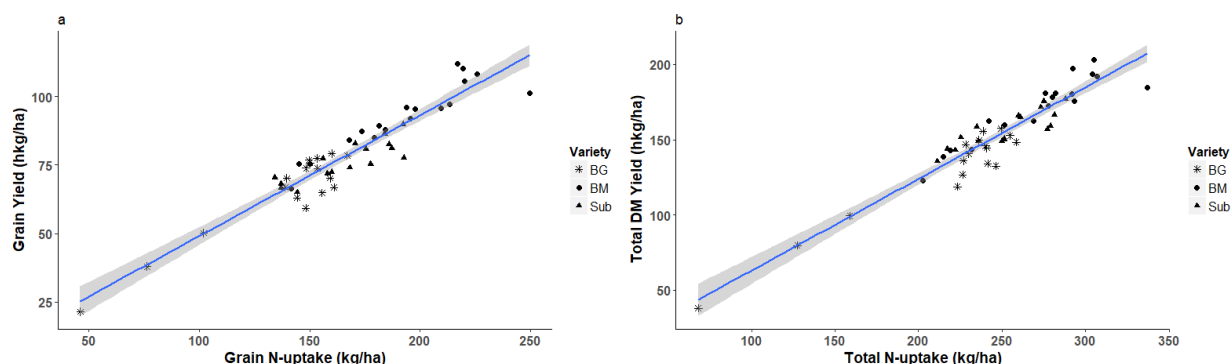 a
Grain Yield (hkg/ha)
100
75
50
25
50 100 150 200 250
Grain N-uptake (kg/ha)
Variety
BG
BM
Sub
b
Total DM Yield (hkg/ha)
200
150
100
50
100 150 200 250 300 350
Total N-uptake (kg/ha)
Variety
BG
BM
Sub